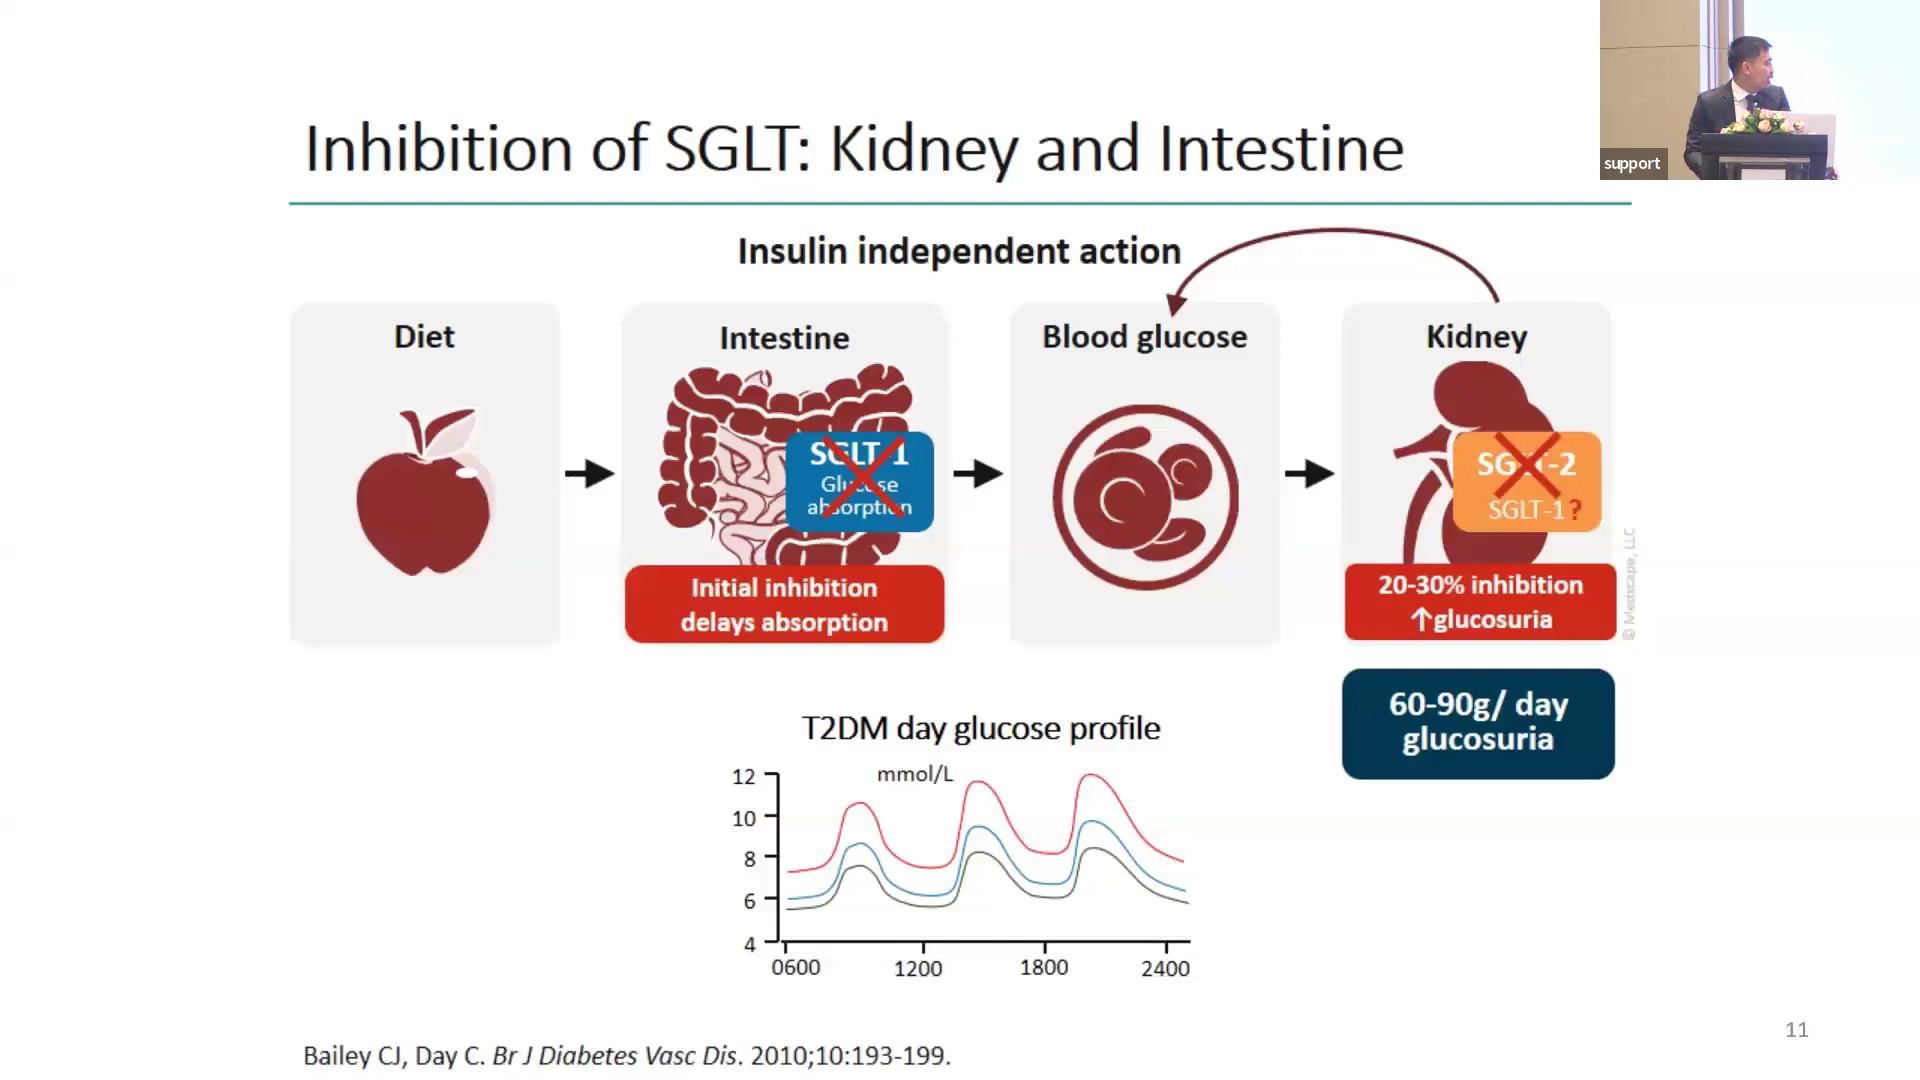 support
Inhibition of SGLT: Kidney and Intestine
Insulin independent action
Diet
Intestine
SGLT-1
Glucose
absorption
Initial inhibition
delays absorption
Blood glucose
Kidney
SGLT-2
SGLT-1?
20-30% inhibition
↑glucosuria
© Medscape, LLC
60-90g/ day
glucosuria
T2DM day glucose profile
mmol/L
12
10
8
6
4
0600 1200 1800 2400
Bailey CJ, Day C. Br J Diabetes Vasc Dis. 2010;10:193-199.
11